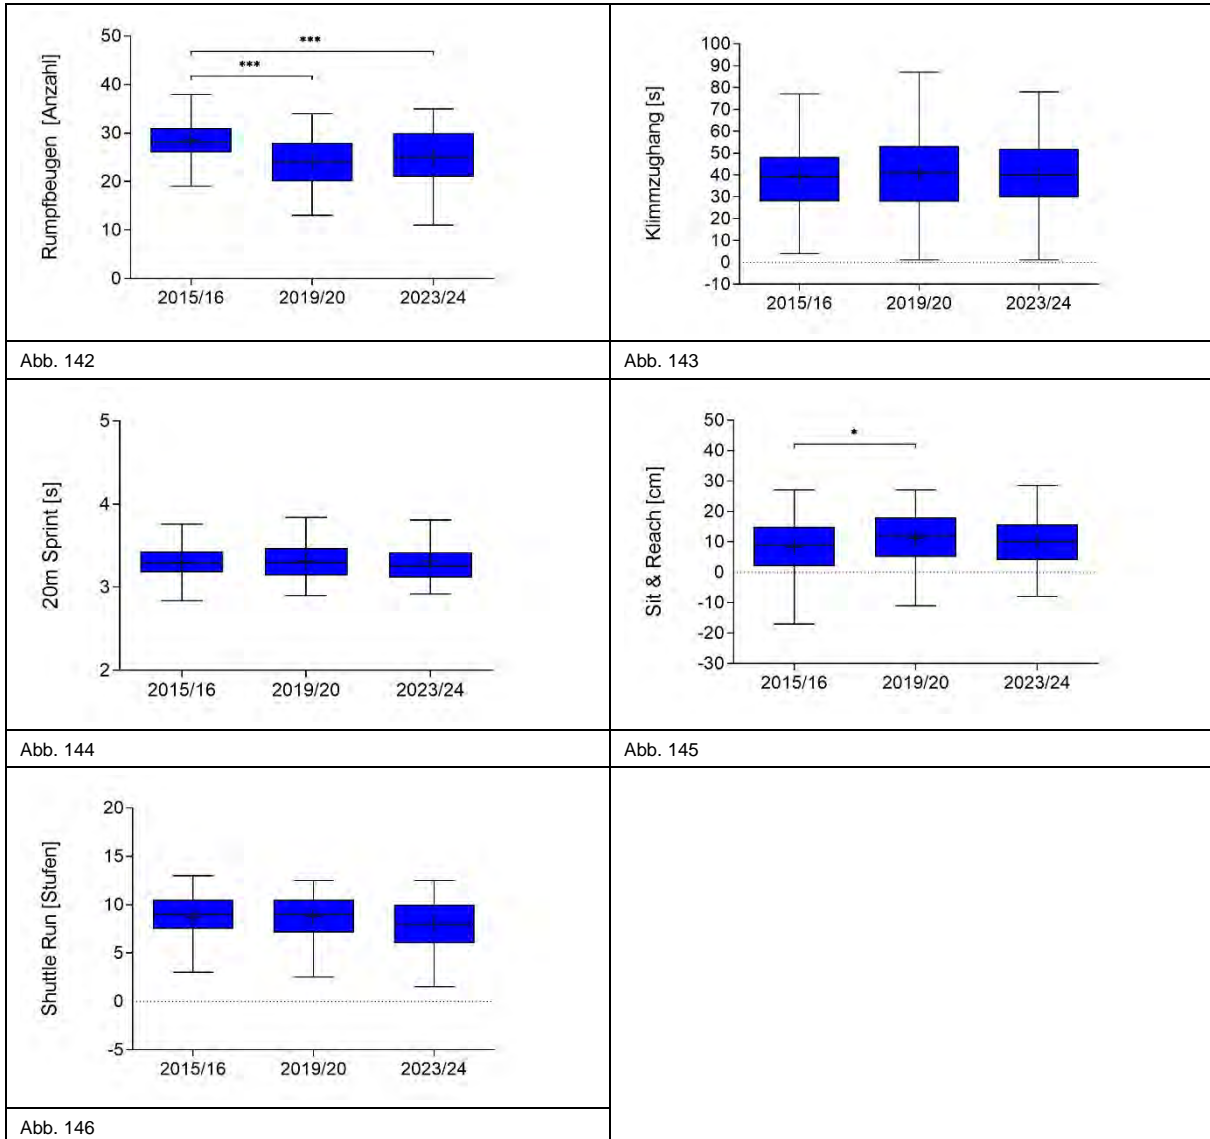 Rumpfbeugen [Anzahl]
50
40
30
20
10
0
***
***
2015/16 2019/20 2023/24
Abb. 142
Klimmzughang [s]
100
90
80
70
60
50
40
30
20
10
0
-10
2015/16 2019/20 2023/24
Abb. 143
20m Sprint [s]
5
4
3
2
2015/16 2019/20 2023/24
Abb. 144
Sit & Reach [cm]
50
40
30
20
10
0
-10
-20
-30
*
2015/16 2019/20 2023/24
Abb. 145
Shuttle Run [Stufen]
20
15
10
5
0
-5
2015/16 2019/20 2023/24
Abb. 146